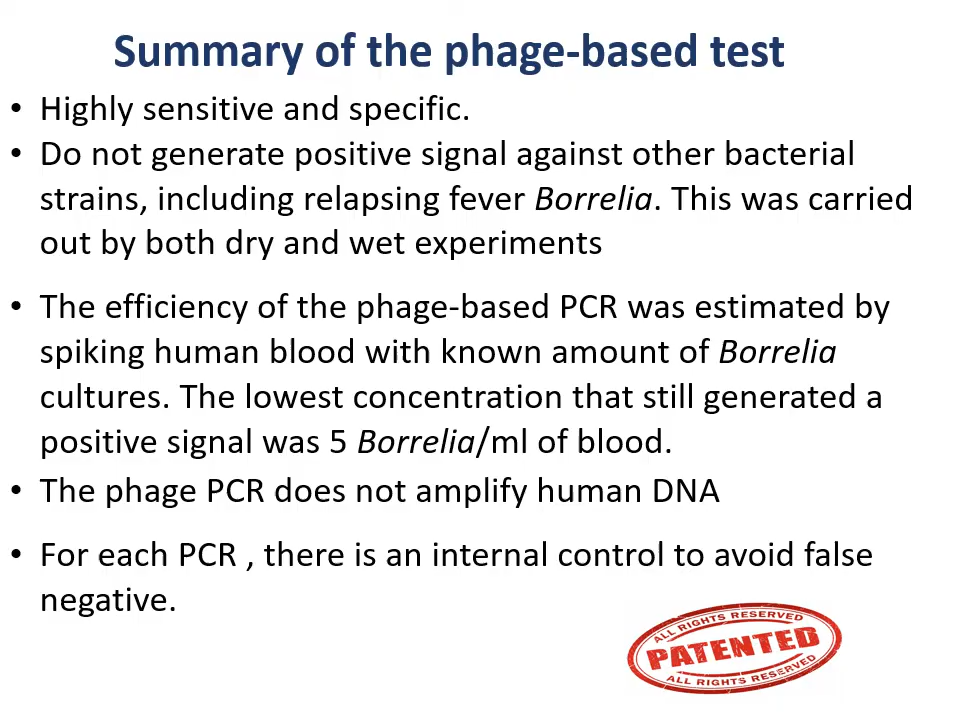 Summary of the phage-based test
• Highly sensitive and specific.
• Do not generate positive signal against other bacterial
strains, including relapsing fever Borrelia. This was carried
out by both dry and wet experiments
• The efficiency of the phage-based PCR was estimated by
spiking human blood with known amount of Borrelia
cultures. The lowest concentration that still generated a
positive signal was 5 Borrelia/ml of blood.
• The phage PCR does not amplify human DNA
• For each PCR , there is an internal control to avoid false
negative.
ALL RIGHTS RESERVED
PATENTED
ALL RIGHTS RESERVED